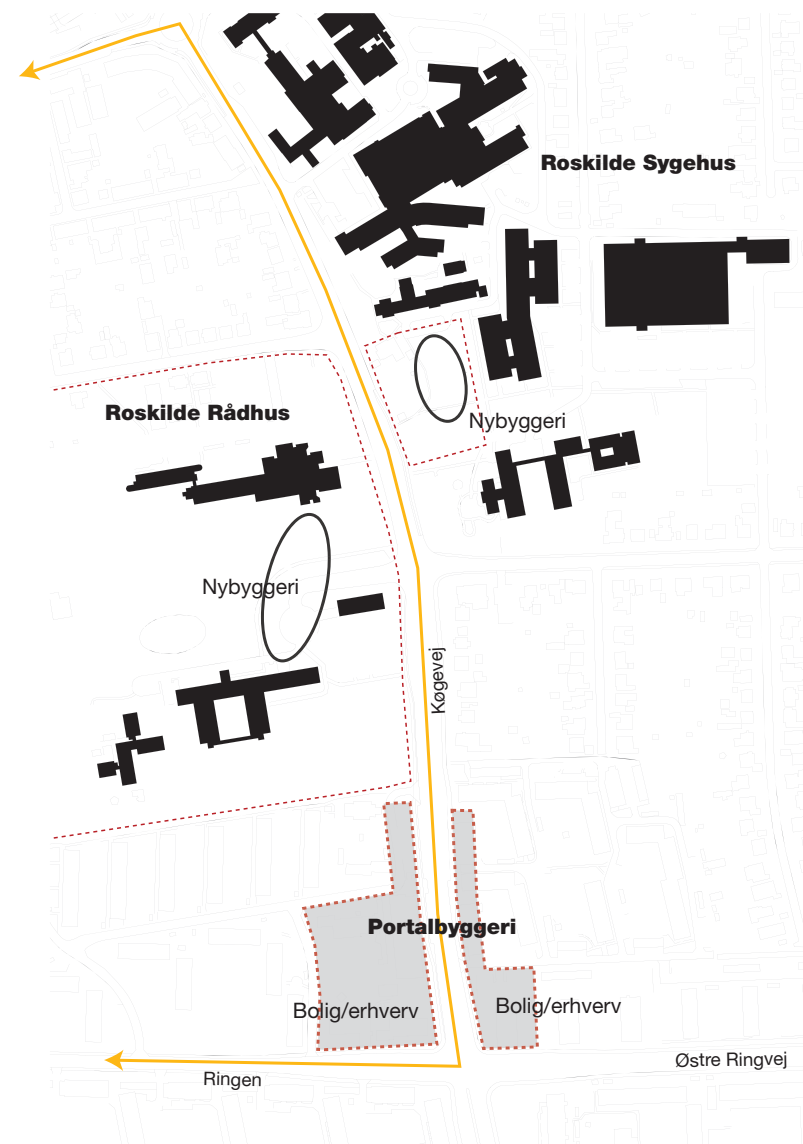 Roskilde Sygehus
Roskilde Rådhus
Nybyggeri
Nybyggeri
Køgevej
Portalbyggeri
Bolig/erhverv
Bolig/erhverv
Østre Ringvej
Ringen